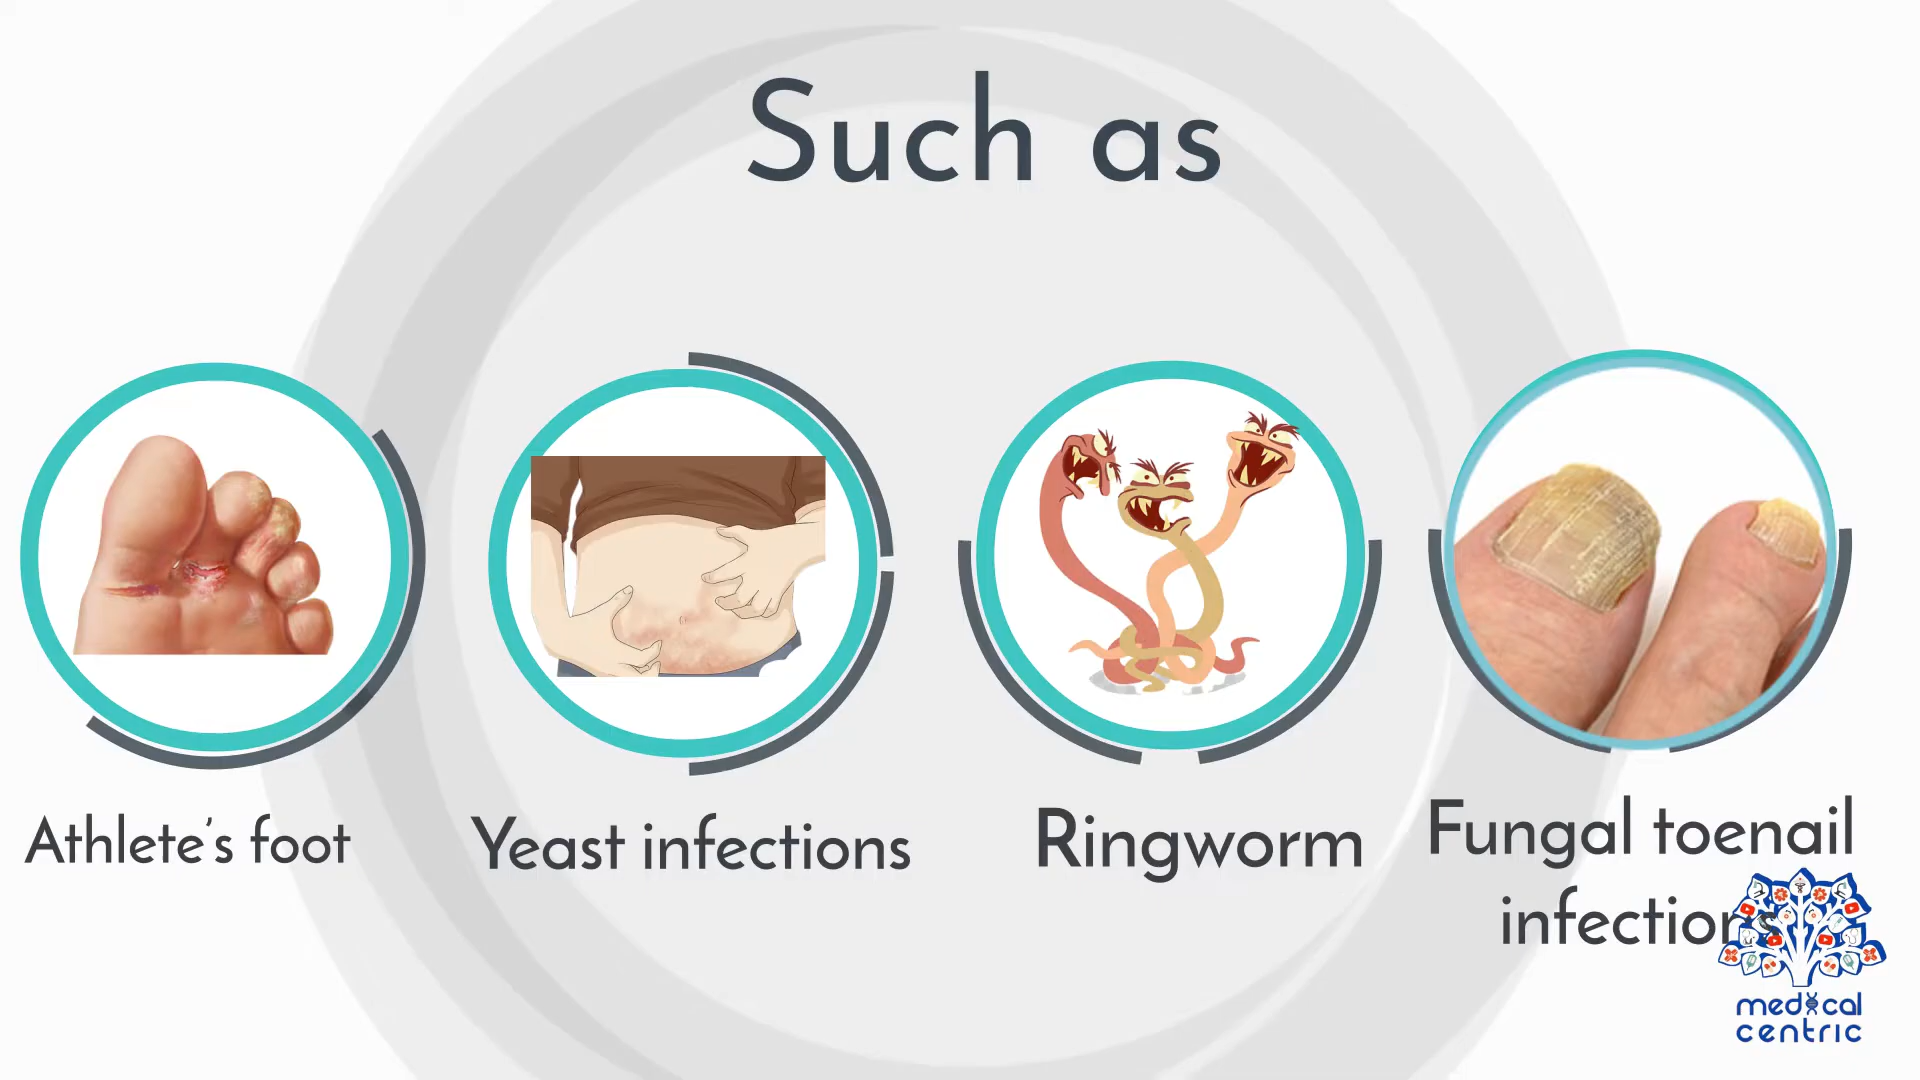 Such as
Athlete's foot
Yeast infections
Ringworm
Fungal toenail
infections
medical
centric